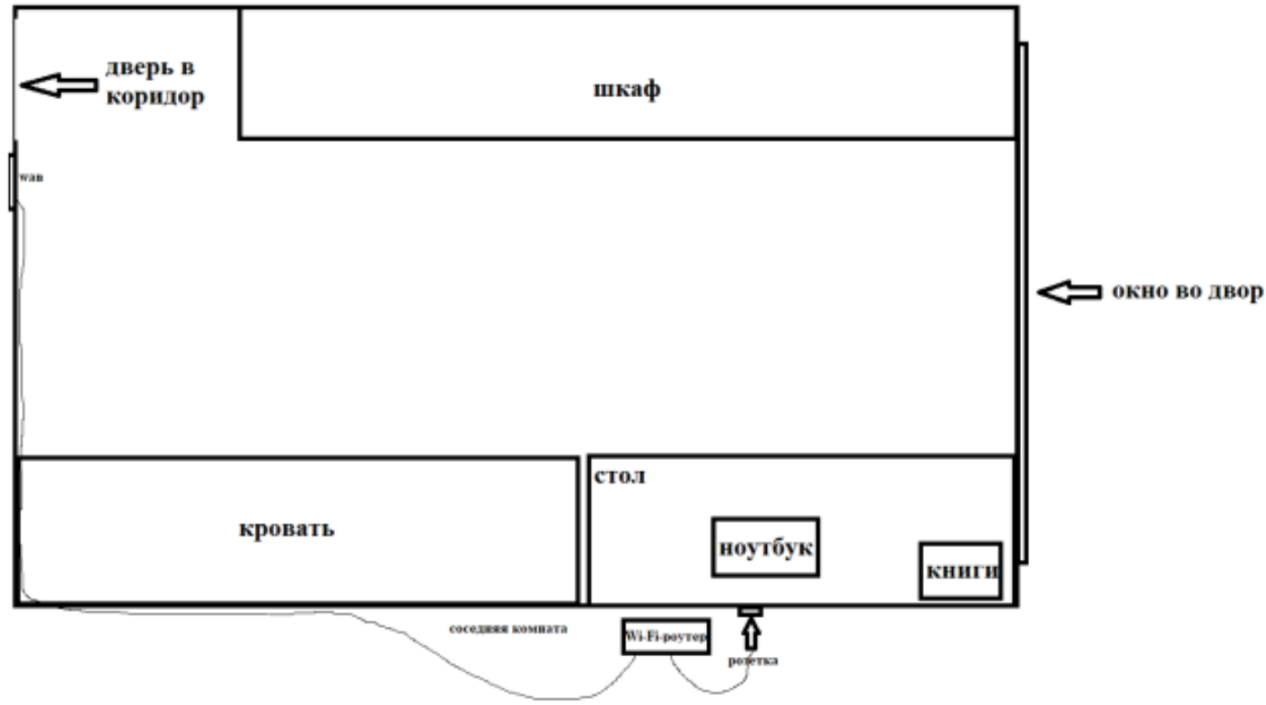 дверь в
коридор
шкаф
wan
окно во двор
стол
кровать
ноутбук
книги
соседняя комната
Wi-Fi-роутер
розетка